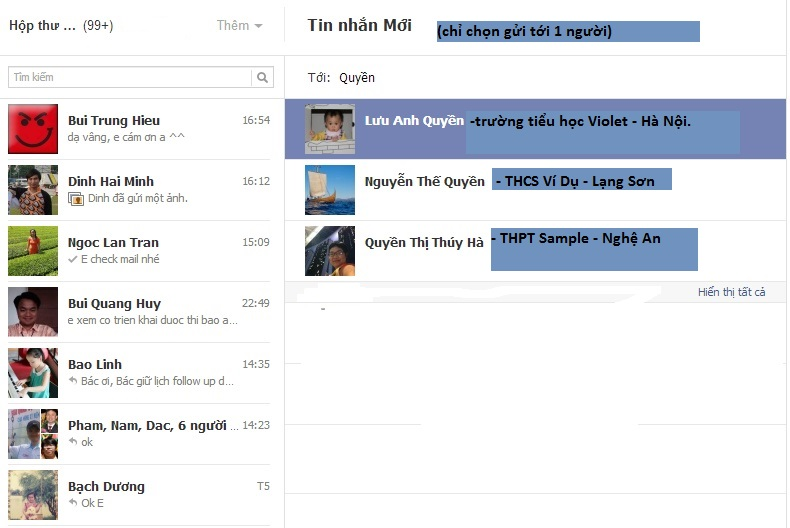 Hộp thư ... (99+)
Thêm
Tìm kiếm
Bui Trung Hieu 16:54
dạ vâng, e cám ơn a ^^
Dinh Hai Minh 16:12
Dinh đã gửi một ảnh.
Ngoc Lan Tran 15:09
E check mail nhé
Bui Quang Huy 22:49
e xem co trien khai duoc thi bao a...
Bao Linh 14:35
Bác ơi, Bác giữ lịch follow up d...
Pham, Nam, Dac, 6 người ... 14:23
ok
Bạch Dương T5
Ok E
Tin nhắn Mới (chỉ chọn gửi tới 1 người)
Tới: Quyền
Lưu Anh Quyền -trường tiểu học Violet - Hà Nội.
Nguyễn Thế Quyền - THCS Ví Dụ - Lạng Sơn
Quyền Thị Thúy Hà - THPT Sample - Nghệ An
Hiển thị tất cả